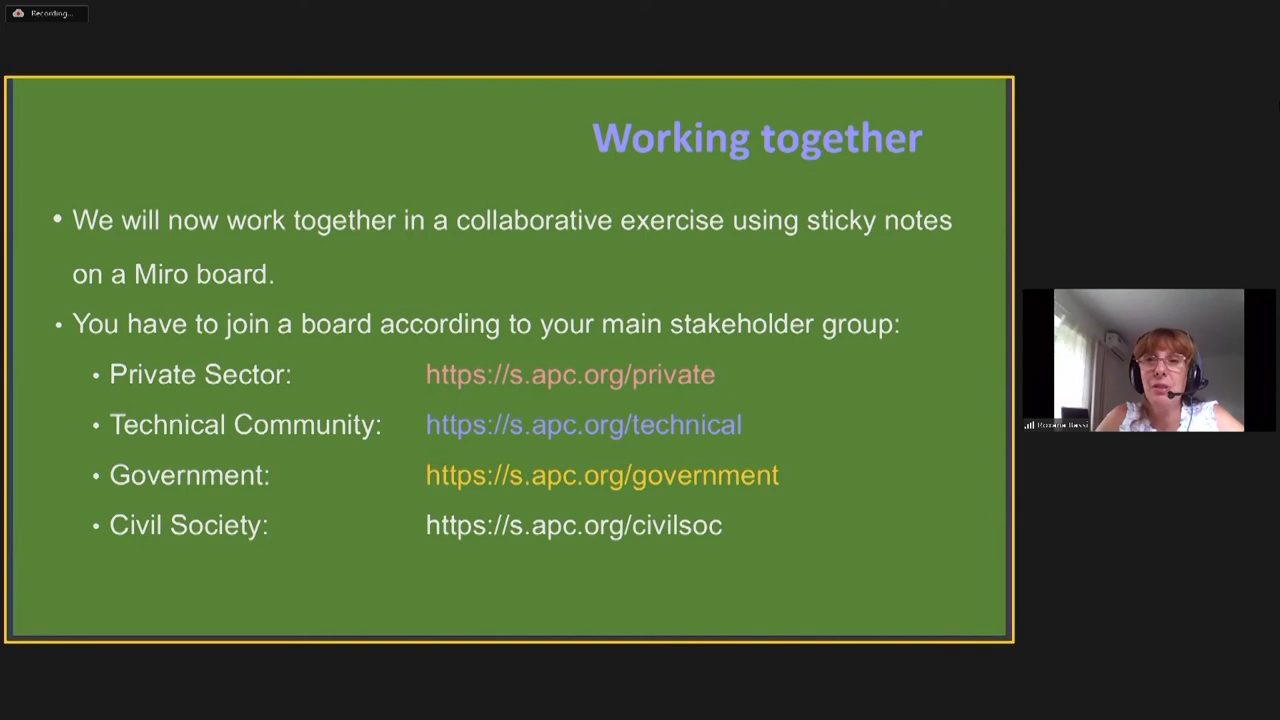 Recording...
Working together
• We will now work together in a collaborative exercise using sticky notes
on a Miro board.
• You have to join a board according to your main stakeholder group:
• Private Sector: https://s.apc.org/private
• Technical Community: https://s.apc.org/technical
• Government: https://s.apc.org/government
• Civil Society: https://s.apc.org/civilsoc
Roxana Bassi